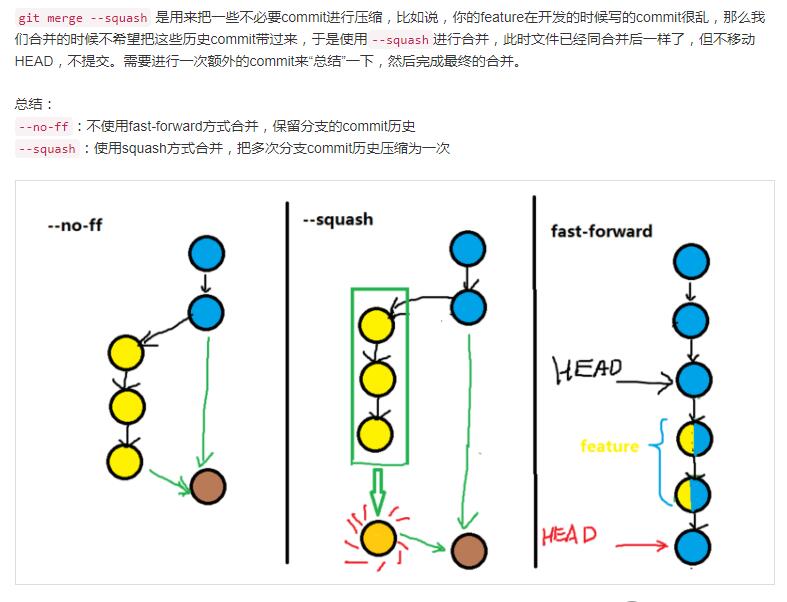 git merge --squash 是用来把一些不必要commit进行压缩，比如说，你的feature在开发的时候写的commit很乱，那么我
们合并的时候不希望把这些历史commit带过来，于是使用 --squash 进行合并，此时文件已经同合并后一样了，但不移动
HEAD，不提交。需要进行一次额外的commit来“总结”一下，然后完成最终的合并。
总结：
--no-ff ：不使用fast-forward方式合并，保留分支的commit历史
--squash ：使用squash方式合并，把多次分支commit历史压缩为一次
--no-ff
--squash
fast-forward
HEAD
feature
HEAD